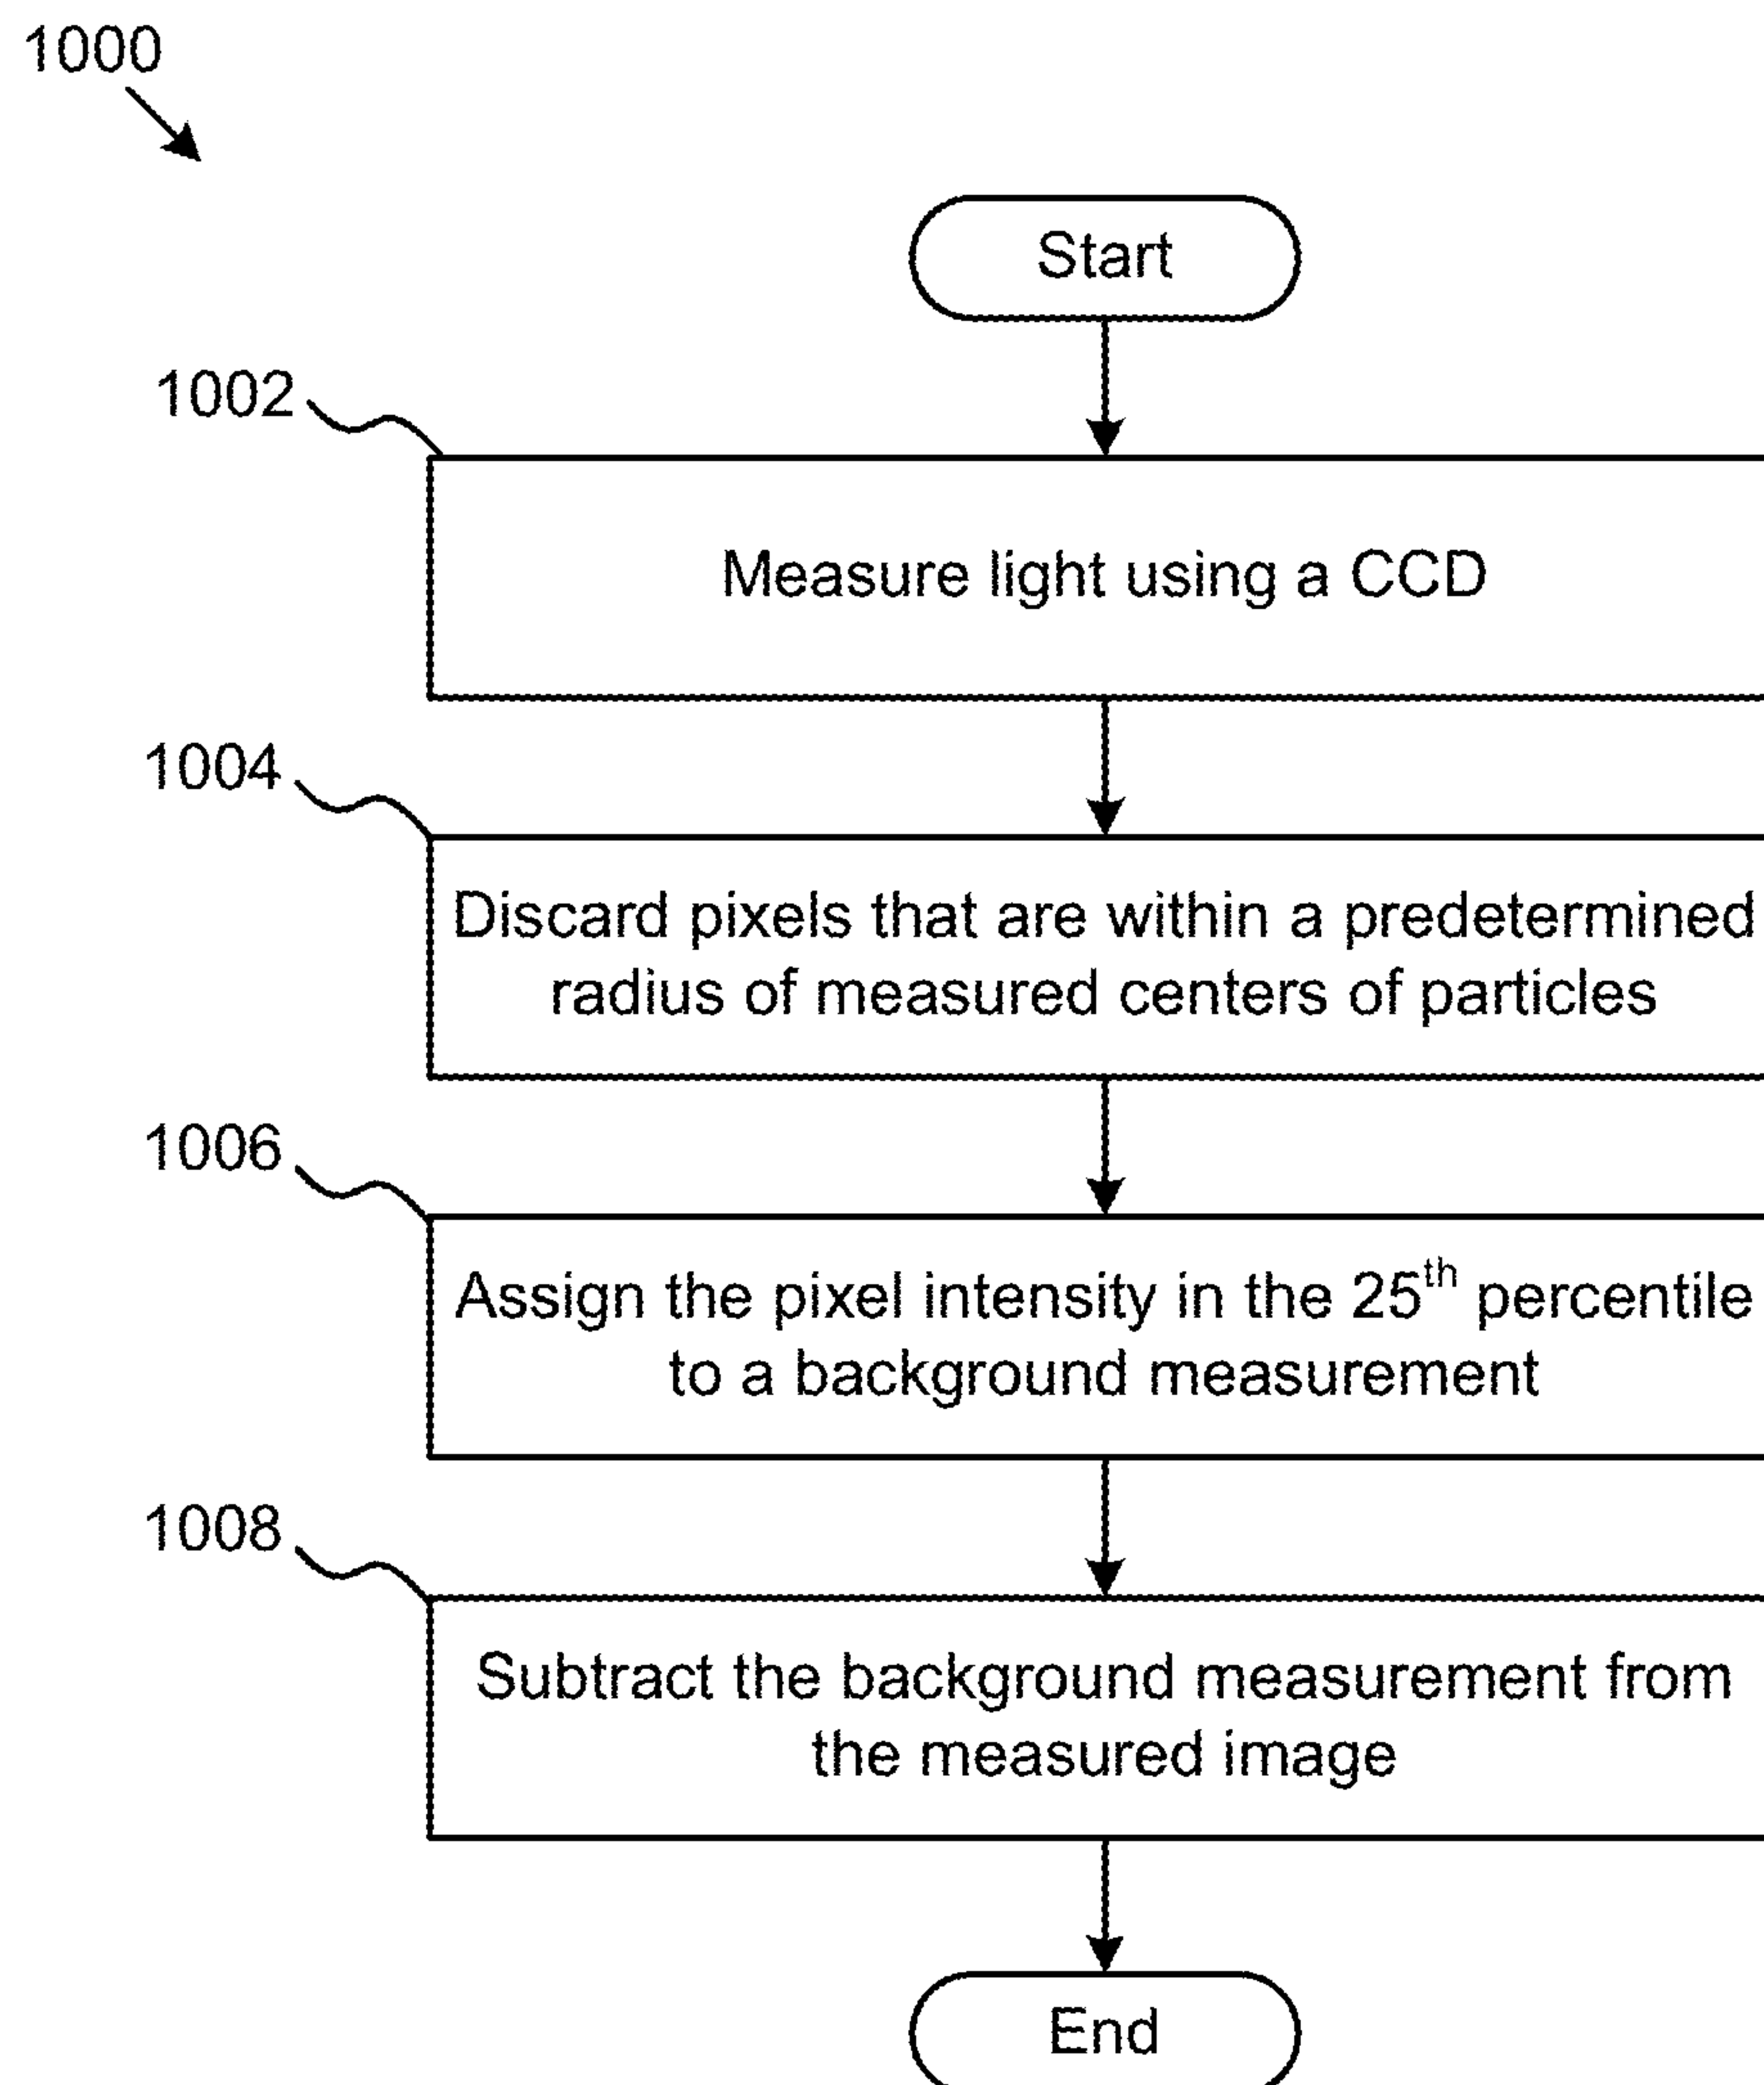 1000
Start
1002
Measure light using a CCD
1004
Discard pixels that are within a predetermined
radius of measured centers of particles
1006
Assign the pixel intensity in the 25th percentile
to a background measurement
1008
Subtract the background measurement from
the measured image
End